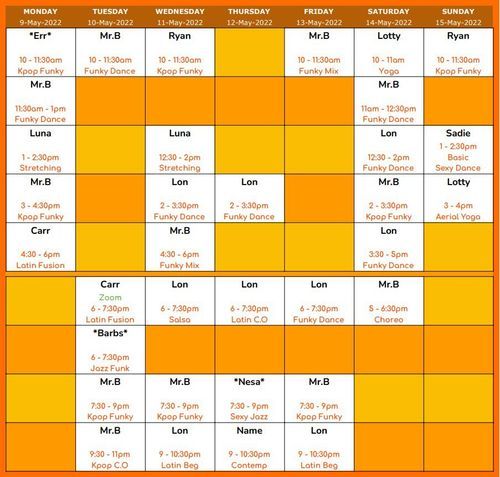 MONDAY TUESDAY WEDNESDAY THURSDAY FRIDAY SATURDAY SUNDAY
9-May-2022 10-May-2022 11-May-2022 12-May-2022 13-May-2022 14-May-2022 15-May-2022
*Err* Mr.B Ryan Mr.B Lotty Ryan
10 - 11:30am 10 - 11:30am 10 - 11:30am 10 - 11:30am 10 - 11am 10 - 11:30am
Kpop Funky Funky Dance Kpop Funky Funky Mix Yoga Kpop Funky
Mr.B Mr.B
11:30am - 1pm 11am - 12:30pm
Funky Dance Funky Dance
Luna Luna Lon Sadie
1 - 2:30pm 12:30 - 2pm 12:30 - 2pm 1 - 2:30pm
Stretching Stretching Funky Dance Basic
Sexy Dance
Mr.B Lon Lon Mr.B Lotty
3 - 4:30pm 2 - 3:30pm 2 - 3:30pm 2 - 3:30pm 3 - 4pm
Kpop Funky Funky Dance Funky Dance Kpop Funky Aerial Yoga
Carr Mr.B Lon
4:30 - 6pm 4:30 - 6pm 3:30 - 5pm
Latin Fusion Funky Mix Funky Dance
Carr Lon Lon Lon Mr.B
Zoom
6 - 7:30pm 6 - 7:30pm 6 - 7:30pm 6 - 7:30pm S - 6:30pm
Latin Fusion Salsa Latin C.O Funky Dance Choreo
*Barbs*
6 - 7:30pm
Jazz Funk
Mr.B Mr.B *Nesa* Mr.B
7:30 - 9pm 7:30 - 9pm 7:30 - 9pm 7:30 - 9pm
Kpop Funky Kpop Funky Sexy Jazz Kpop Funky
Mr.B Lon Name Lon
9:30 - 11pm 9 - 10:30pm 9 - 10:30pm 9 - 10:30pm
Kpop C.O Latin Beg Contemp Latin Beg